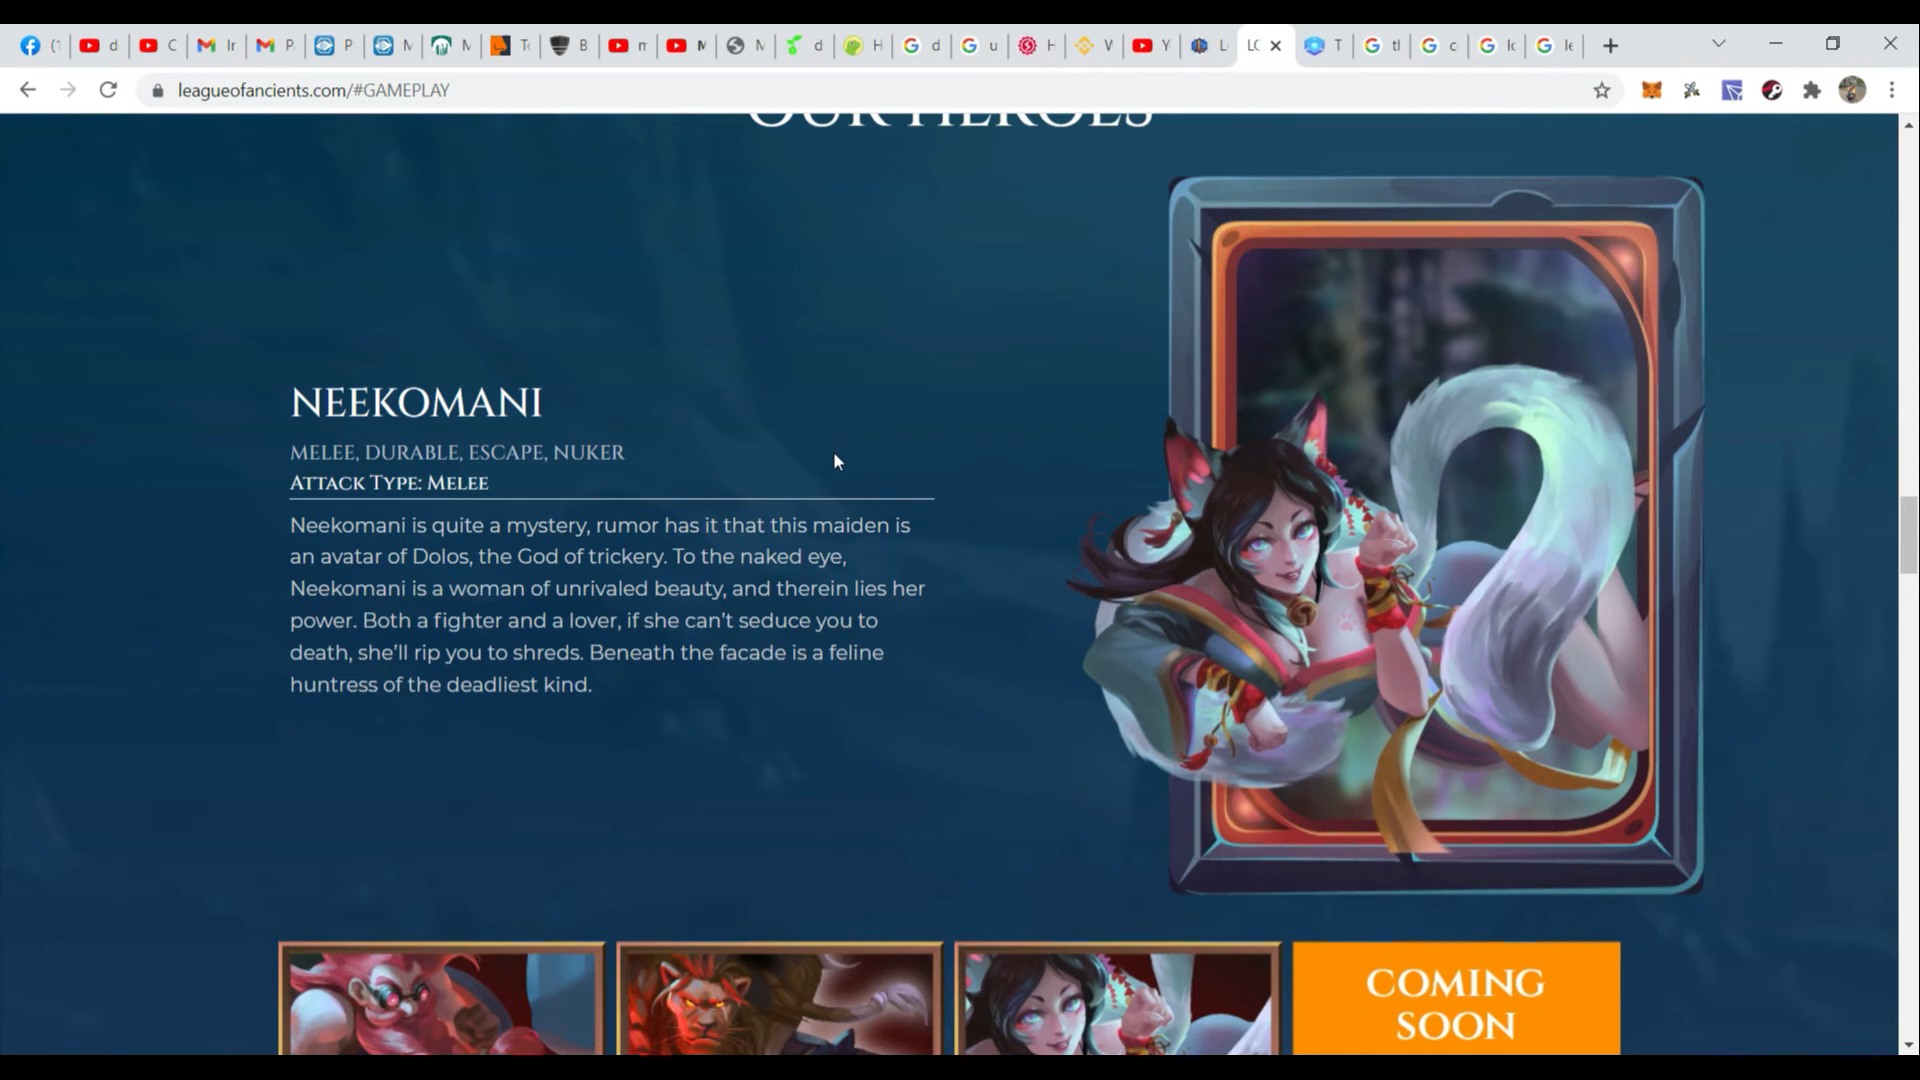 leagueofancients.com/#GAMEPLAY
OUR HEROES
NEEKOMANI
MELEE, DURABLE, ESCAPE, NUKER
ATTACK TYPE: MELEE
Neekomani is quite a mystery, rumor has it that this maiden is
an avatar of Dolos, the God of trickery. To the naked eye,
Neekomani is a woman of unrivaled beauty, and therein lies her
power. Both a fighter and a lover, if she can't seduce you to
death, she'll rip you to shreds. Beneath the facade is a feline
huntress of the deadliest kind.
COMING
SOON